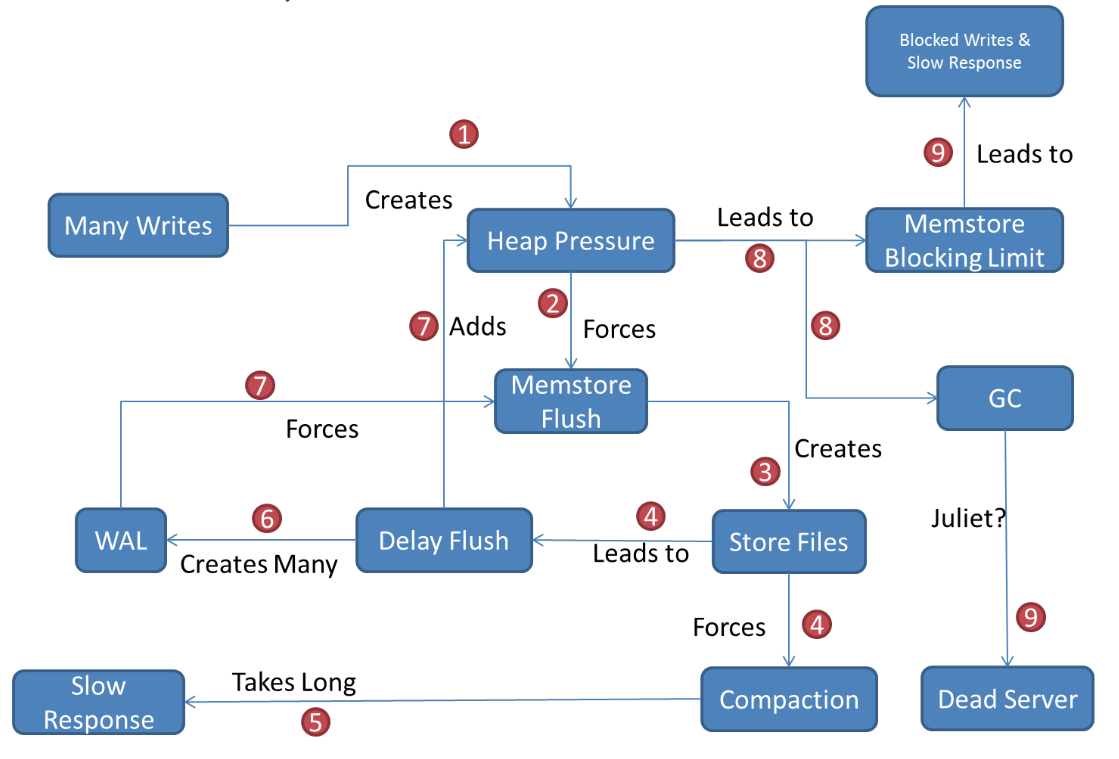 Blocked Writes &
Slow Response
1
9
Leads to
Creates
Many Writes
Leads to
Memstore
Blocking Limit
Heap Pressure
8
2
7
Adds
Forces
8
7
Memstore
Flush
GC
Forces
Creates
3
6
4
Juliet?
WAL
Delay Flush
Store Files
Leads to
Creates Many
Forces
4
9
Takes Long
Slow
Response
5
Compaction
Dead Server